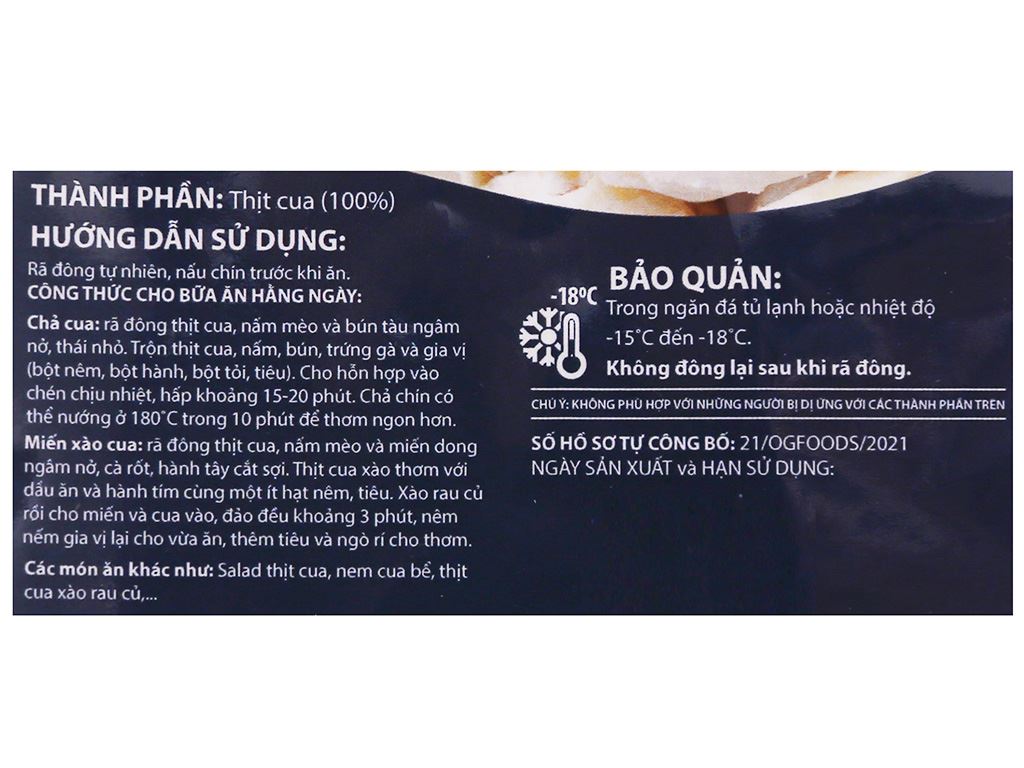 THÀNH PHẦN: Thịt cua (100%)
HƯỚNG DẪN SỬ DỤNG:
Rã đông tự nhiên, nấu chín trước khi ăn.
CÔNG THỨC CHO BỮA ĂN HẰNG NGÀY:
Chả cua: rã đông thịt cua, nấm mèo và bún tàu ngâm
nở, thái nhỏ. Trộn thịt cua, nấm, bún, trứng gà và gia vị
(bột nêm, bột hành, bột tỏi, tiêu). Cho hỗn hợp vào
chén chịu nhiệt, hấp khoảng 15-20 phút. Chả chín có
thể nướng ở 180°C trong 10 phút để thơm ngon hơn.
Miến xào cua: rã đông thịt cua, nấm mèo và miến dong
ngâm nở, cà rốt, hành tây cắt sợi. Thịt cua xào thơm với
dầu ăn và hành tím cùng một ít hạt nêm, tiêu. Xào rau củ
rồi cho miến và cua vào, đảo đều khoảng 3 phút, nêm
nếm gia vị lại cho vừa ăn, thêm tiêu và ngò rí cho thơm.
Các món ăn khác như: Salad thịt cua, nem cua bể, thịt
cua xào rau củ,...
BẢO QUẢN:
-18ºC
Trong ngăn đá tủ lạnh hoặc nhiệt độ
-15°C đến -18°C.
Không đông lại sau khi rã đông.
CHÚ Ý: KHÔNG PHÙ HỢP VỚI NHỮNG NGƯỜI BỊ DỊ ỨNG VỚI CÁC THÀNH PHẦN TRÊN
SỐ HỒ SƠ TỰ CÔNG BỐ: 21/OGFOODS/2021
NGÀY SẢN XUẤT và HẠN SỬ DỤNG: